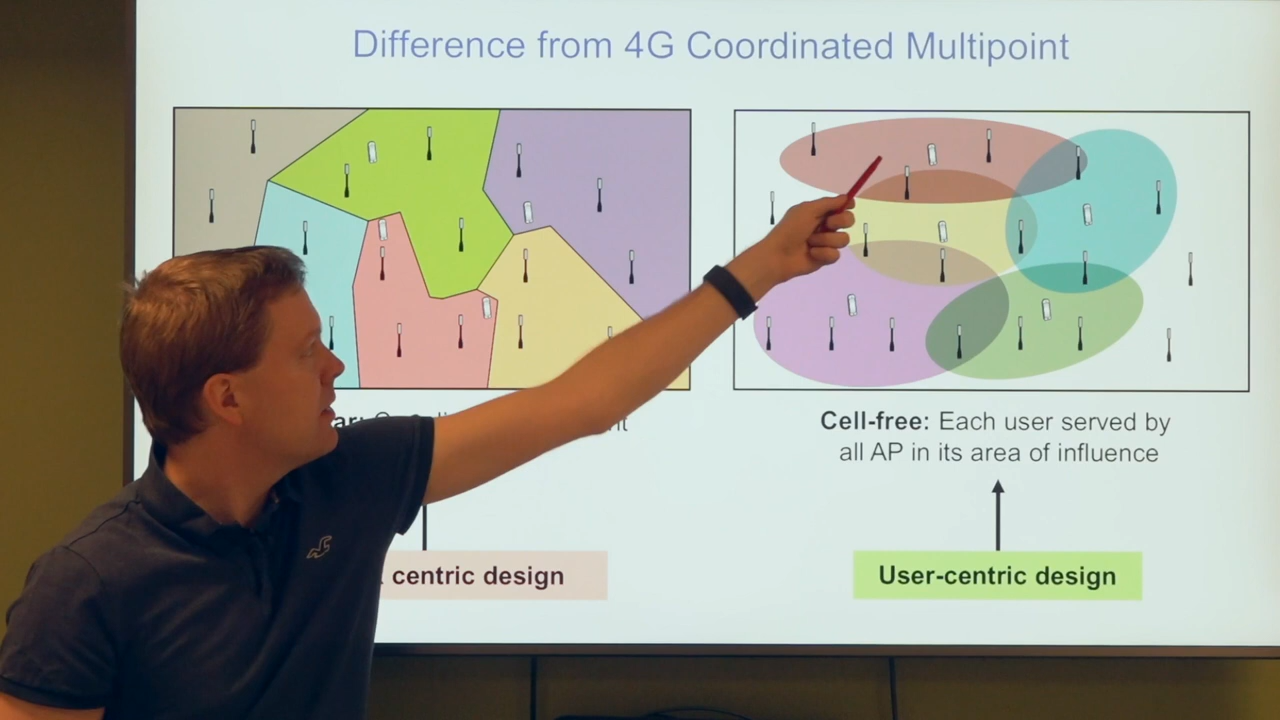 Difference from 4G Coordinated Multipoint
Cell-free: Each user served by
all AP in its area of influence
centric design
User-centric design